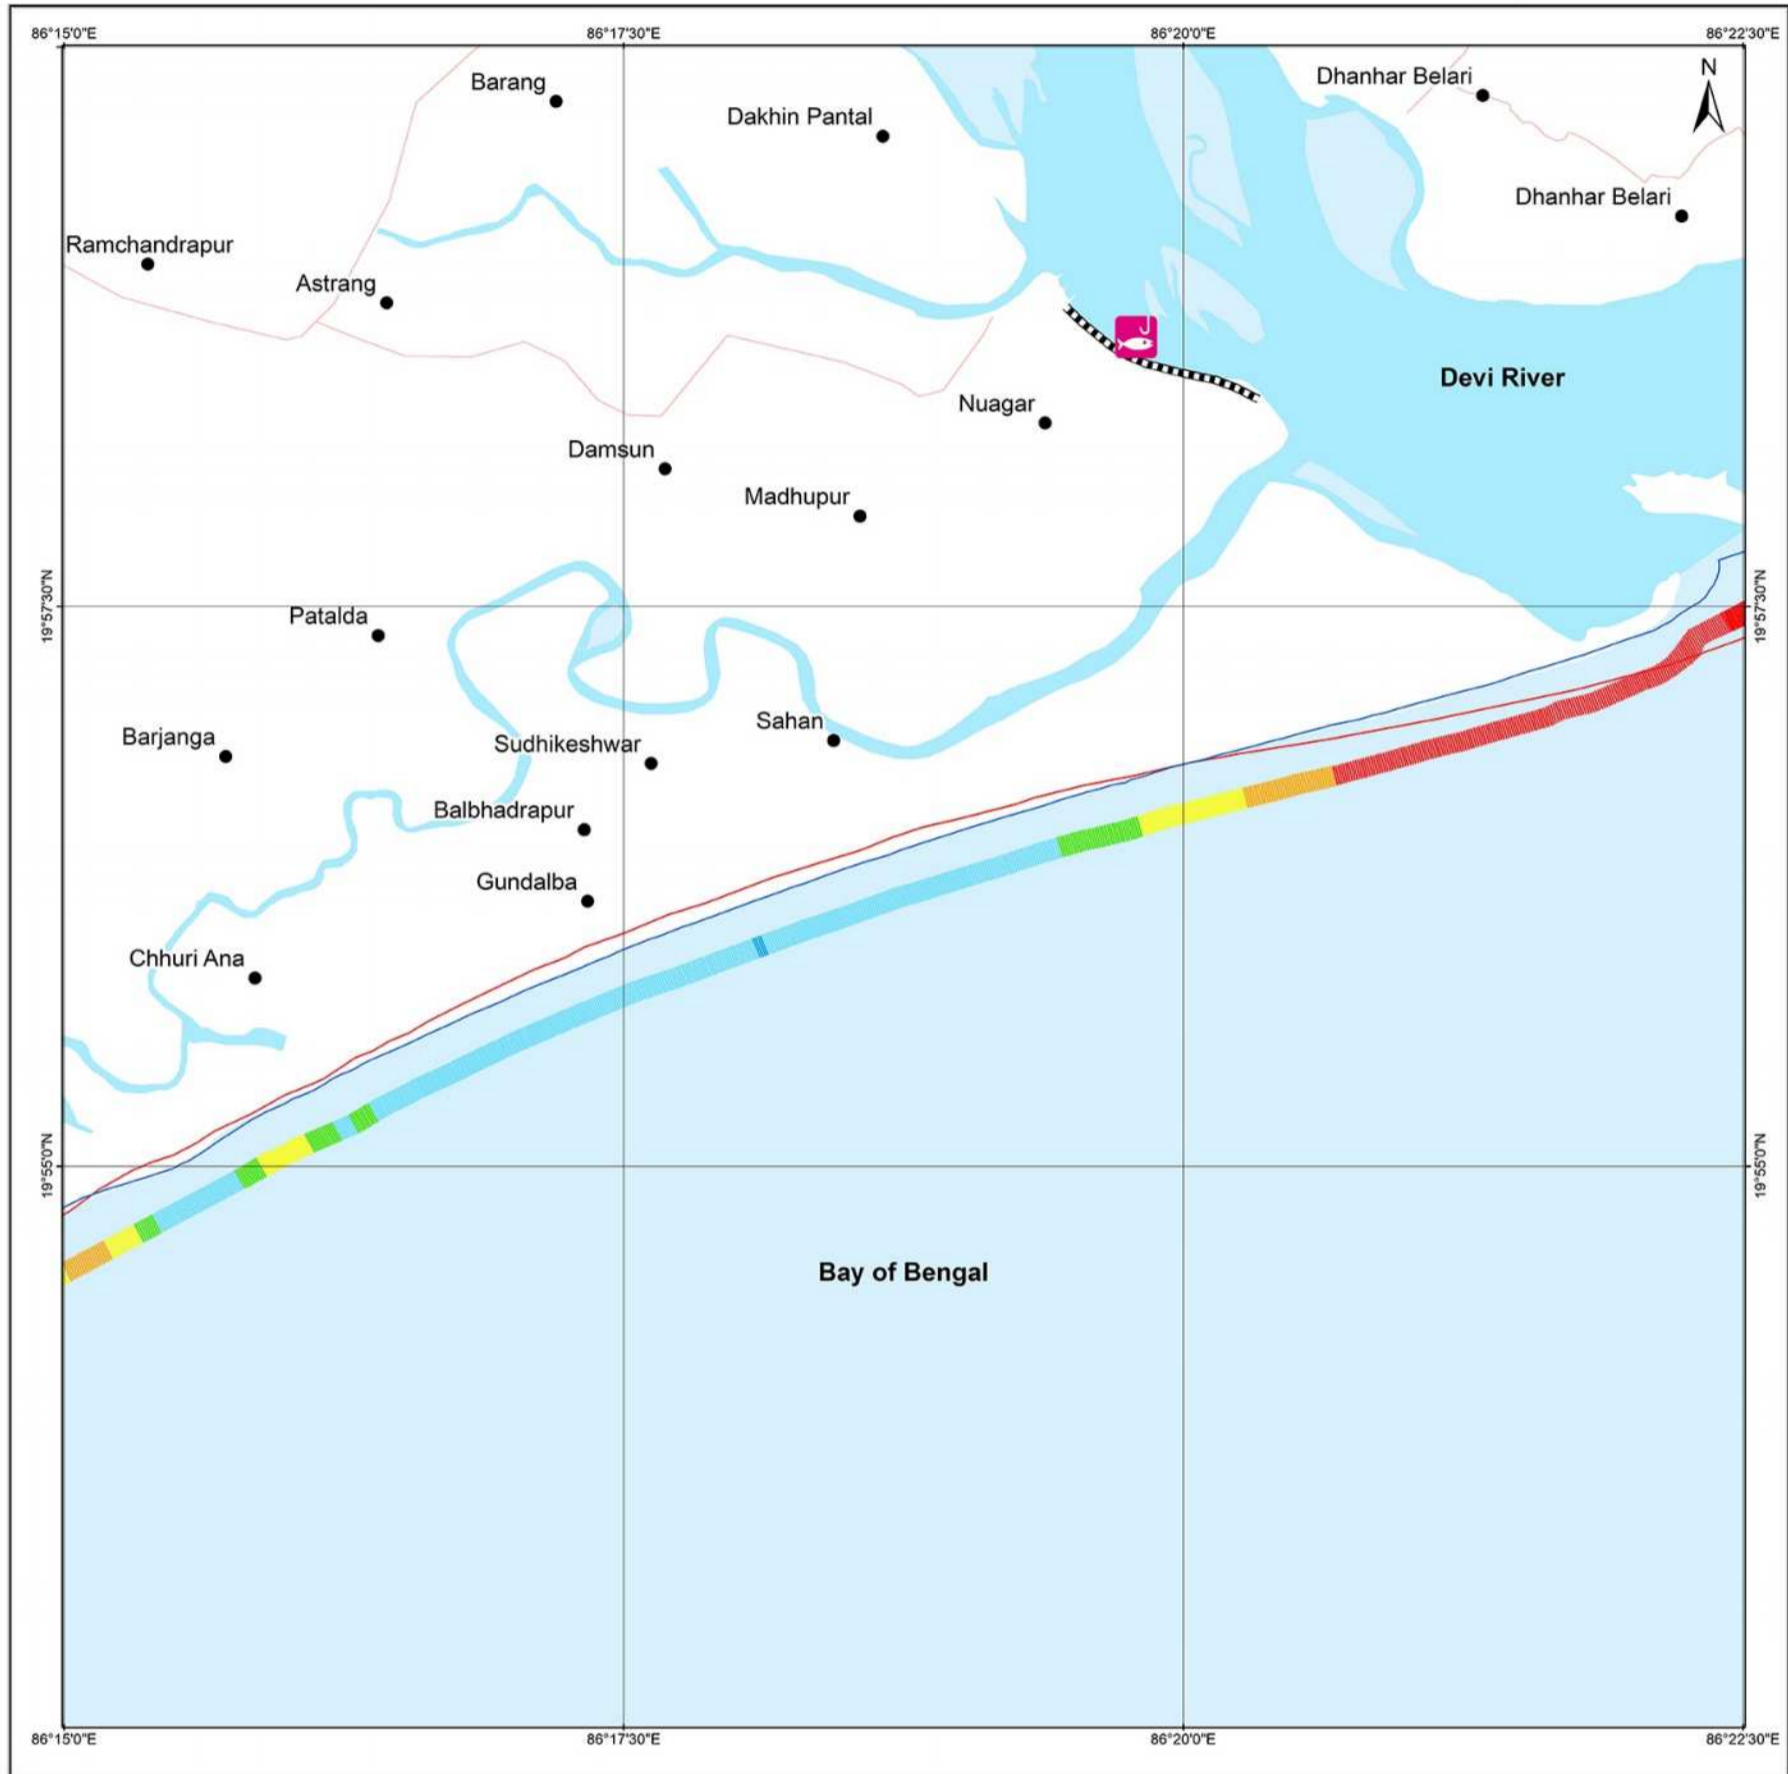 86°15'0"E
86°17'30"E
86°20'0"E
86°22'30"E
N
Barang
Dhanhar Belari
Dakhin Pantal
Dhanhar Belari
Ramchandrapur
Astrang
Devi River
Nuagar
Damsun
Madhupur
19°57'30"N
19°57'30"N
Patalda
Sahan
Barjanga
Sudhikeshwar
Balbhadrapur
Gundalba
Chhuri Ana
19°55'0"N
19°55'0"N
Bay of Bengal
86°15'0"E
86°17'30"E
86°20'0"E
86°22'30"E